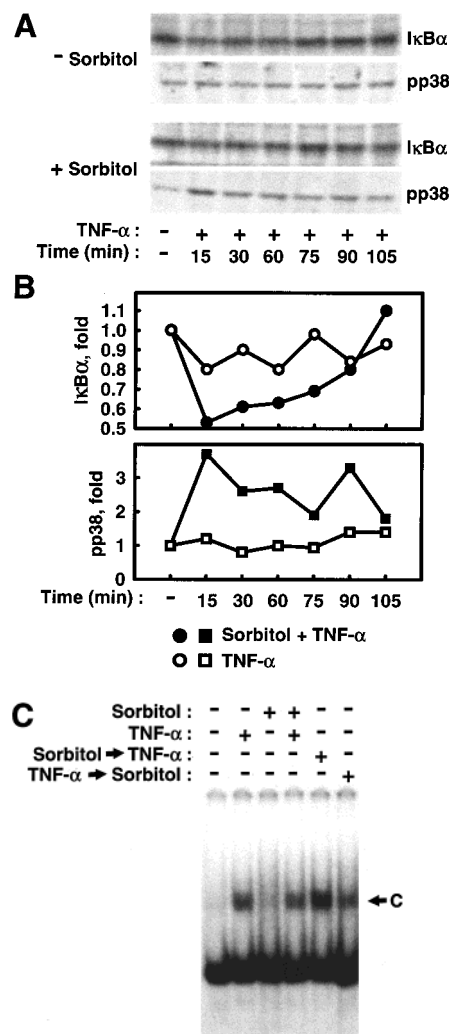 A
− Sorbitol
IκBα
pp38
+ Sorbitol
IκBα
pp38
TNF-α : − + + + + + + +
Time (min) : − 15 30 60 75 90 105
B
IκBα, fold
1.1
1.0
0.9
0.8
0.7
0.6
0.5
pp38, fold
3
2
1
0
Time (min) : − 15 30 60 75 90 105
Sorbitol + TNF-α
TNF-α
C
Sorbitol : − − + + − −
TNF-α : − + − + − −
Sorbitol → TNF-α : − − − − + −
TNF-α → Sorbitol : − − − − − +
C